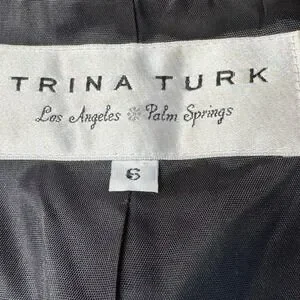 TRINA TURK
Los Angeles ❊ Palm Springs
6